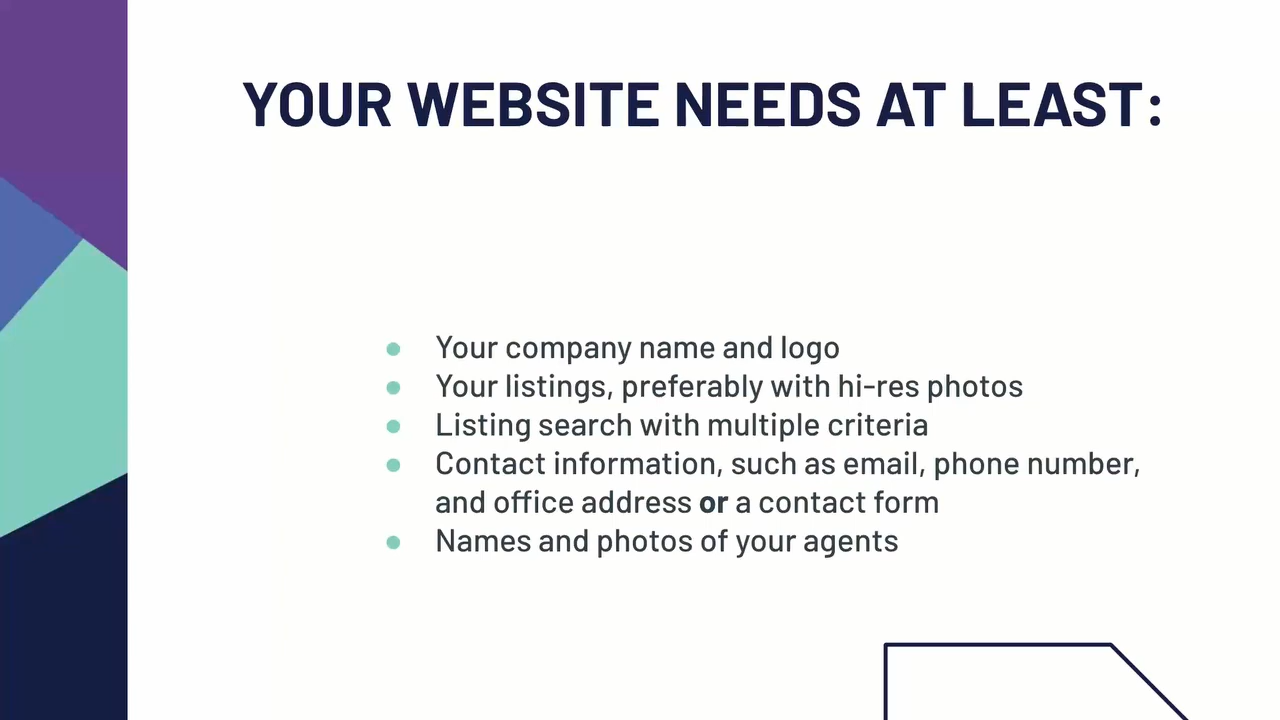 YOUR WEBSITE NEEDS AT LEAST:
Your company name and logo
Your listings, preferably with hi-res photos
Listing search with multiple criteria
Contact information, such as email, phone number,
and office address or a contact form
Names and photos of your agents